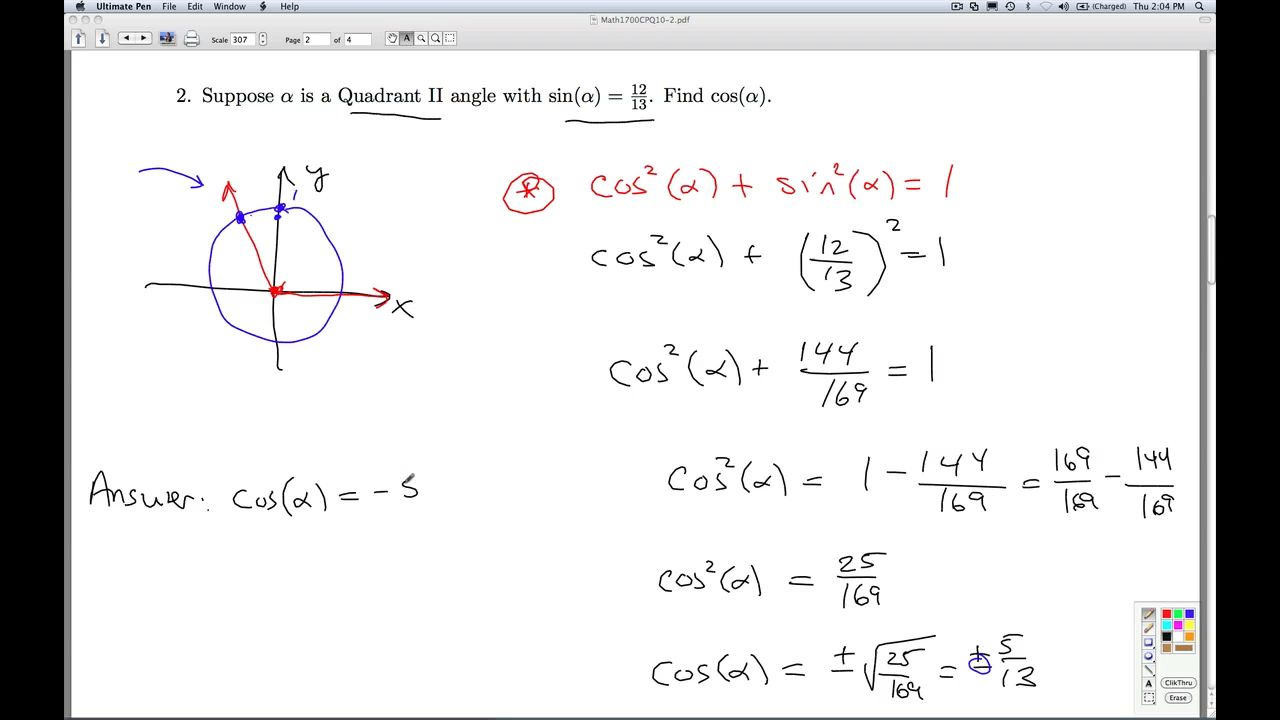 Ultimate Pen File Edit Window Help (Charged) Thu 2:04 PM
Math1700CPQ10-2.pdf
Scale 307 Page 2 of 4 A
2. Suppose α is a Quadrant II angle with sin(α) = 12/13. Find cos(α).
y
1
x
* cos²(α) + sin²(α) = 1
cos²(α) + (12/13)² = 1
cos²(α) + 144/169 = 1
cos²(α) = 1 - 144/169 = 169/169 - 144/169
Answer: cos(α) = - 5
cos²(α) = 25/169
cos(α) = ±√25/169 = ± 5/13
A
ClikThru
Erase